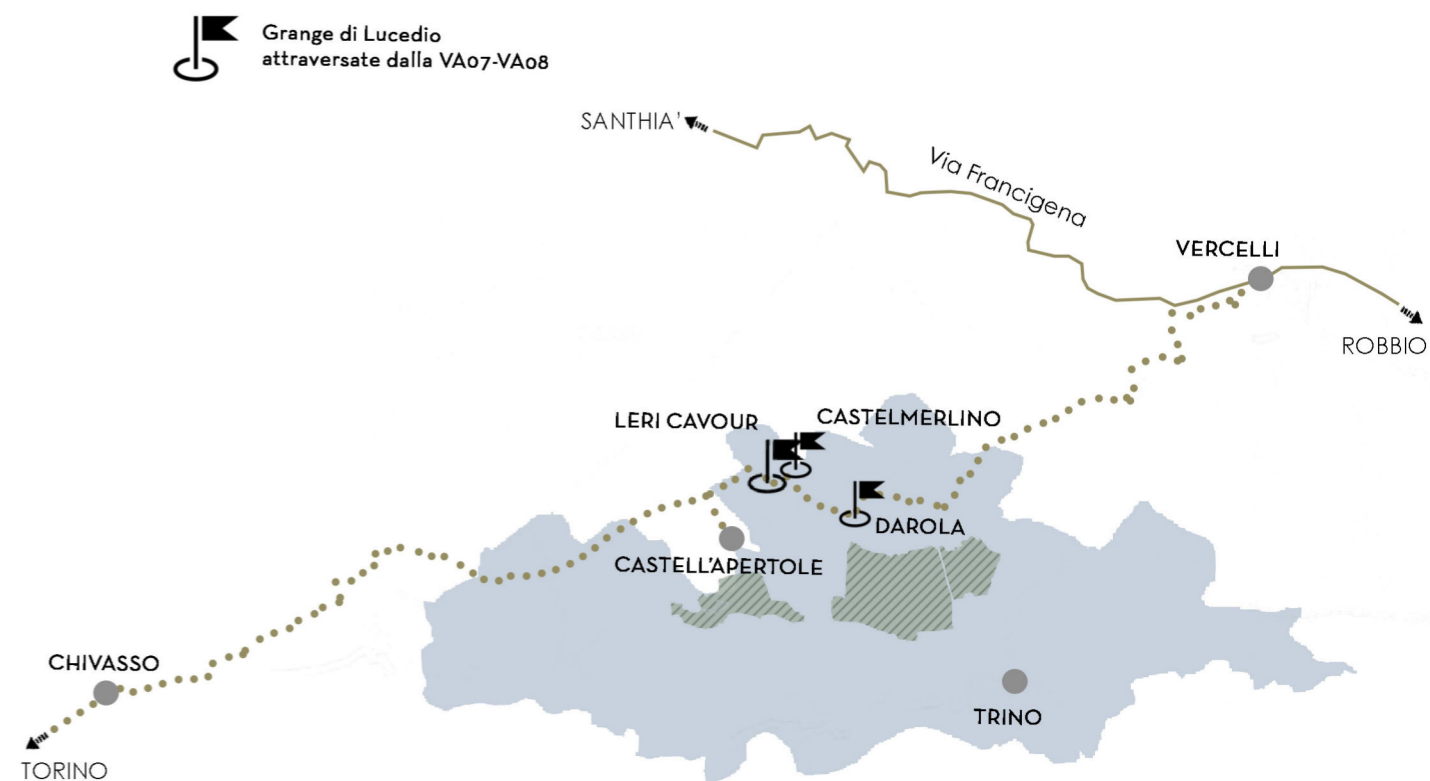 Grange di Lucedio
attraversate dalla VA07-VA08
SANTHIA'
Via Francigena
VERCELLI
ROBBIO
LERI CAVOUR
CASTELMERLINO
DAROLA
CASTELL'APERTOLE
CHIVASSO
TRINO
TORINO